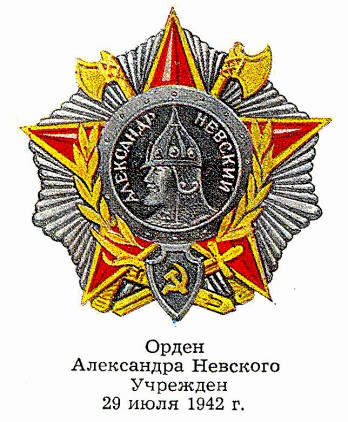 АЛЕКСАНДР НЕВСКИЙ
Орден
Александра Невского
Учрежден
29 июля 1942 г.